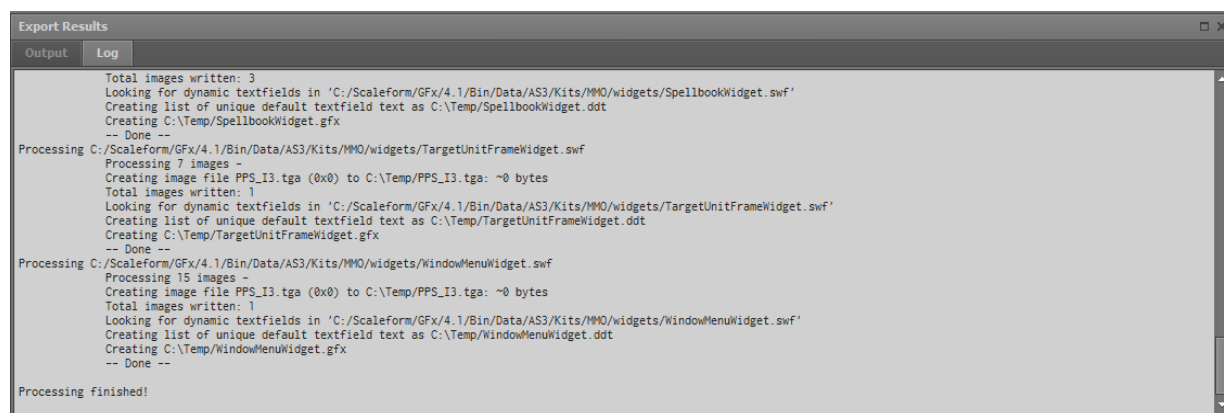 Export Results
Output Log
Total images written: 3
Looking for dynamic textfields in 'C:/Scaleform/GFx/4.1/Bin/Data/AS3/Kits/MMO/widgets/SpellbookWidget.swf'
Creating list of unique default textfield text as C:\Temp/SpellbookWidget.ddt
Creating C:\Temp/SpellbookWidget.gfx
-- Done --
Processing C:/Scaleform/GFx/4.1/Bin/Data/AS3/Kits/MMO/widgets/TargetUnitFrameWidget.swf
Processing 7 images -
Creating image file PPS_I3.tga (0x0) to C:\Temp/PPS_I3.tga: ~0 bytes
Total images written: 1
Looking for dynamic textfields in 'C:/Scaleform/GFx/4.1/Bin/Data/AS3/Kits/MMO/widgets/TargetUnitFrameWidget.swf'
Creating list of unique default textfield text as C:\Temp/TargetUnitFrameWidget.ddt
Creating C:\Temp/TargetUnitFrameWidget.gfx
-- Done --
Processing C:/Scaleform/GFx/4.1/Bin/Data/AS3/Kits/MMO/widgets/WindowMenuWidget.swf
Processing 15 images -
Creating image file PPS_I3.tga (0x0) to C:\Temp/PPS_I3.tga: ~0 bytes
Total images written: 1
Looking for dynamic textfields in 'C:/Scaleform/GFx/4.1/Bin/Data/AS3/Kits/MMO/widgets/WindowMenuWidget.swf'
Creating list of unique default textfield text as C:\Temp/WindowMenuWidget.ddt
Creating C:\Temp/WindowMenuWidget.gfx
-- Done --
Processing finished!